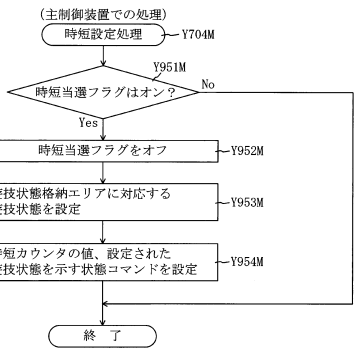 (主制御装置での処理)
時短設定処理
Y704M
Y951M
時短当選フラグはオン？
No
Yes
時短当選フラグをオフ
Y952M
技状態格納エリアに対応する
技状態を設定
Y953M
短カウンタの値、設定された
技状態を示す状態コマンドを設定
Y954M
終 了